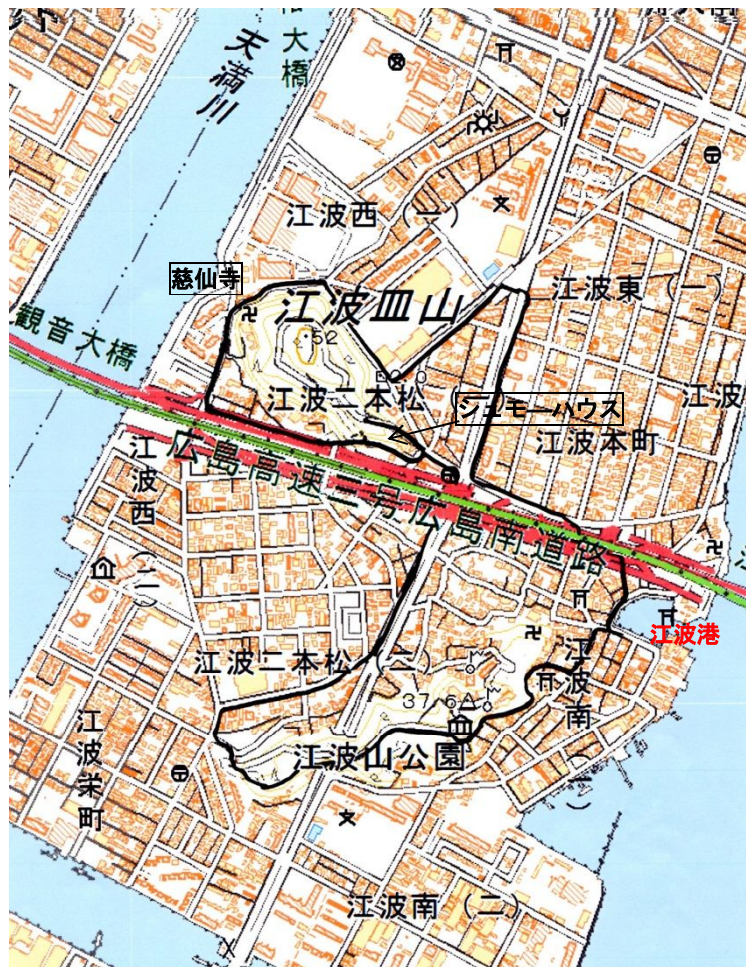 大橋
天満川
江波西(一)
慈仙寺
江波皿山
江波東(一)
観音大橋
52
江波二本松
シュモーハウス
江波本町
江波
江波西(二)
広島高速三号広島南道路
江波港
江波二本松(二)
江波南
37.6
江波山公園
江波栄町
江波南(二)